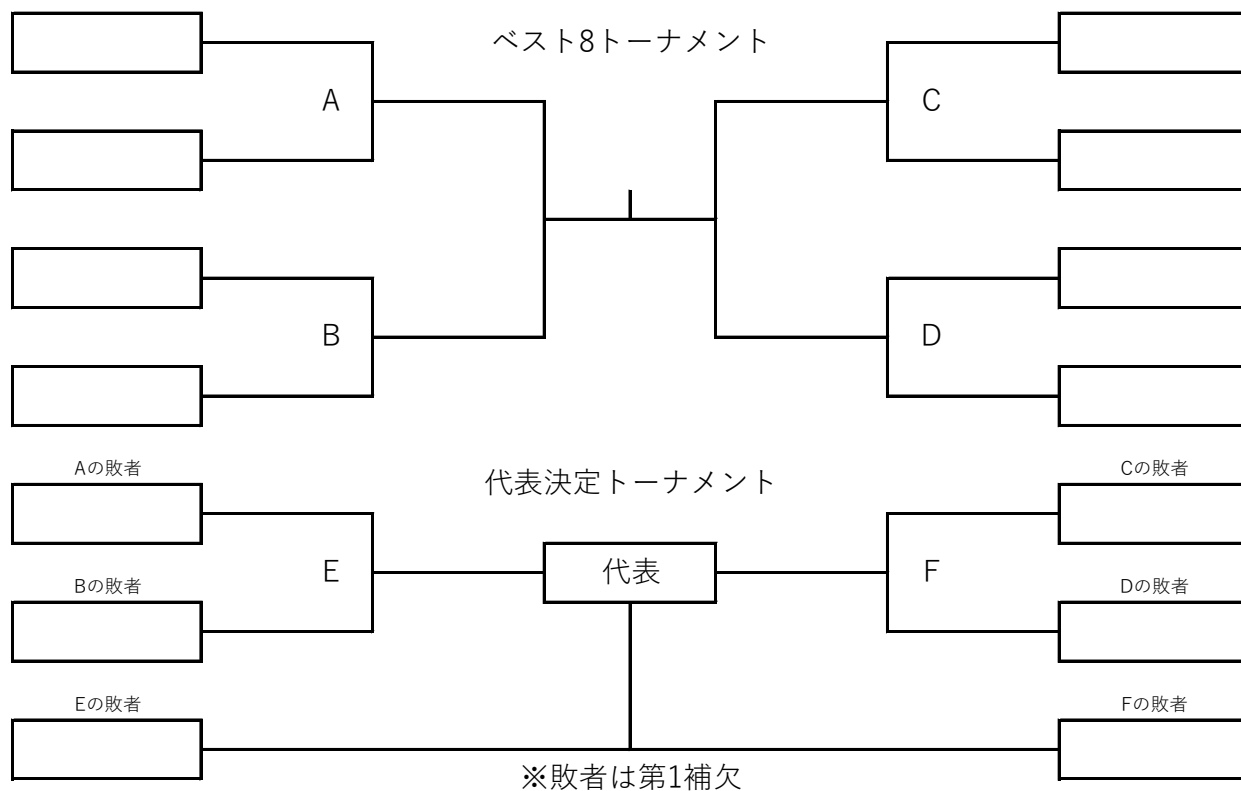 ベスト8トーナメント
A
C
B
D
Aの敗者
代表決定トーナメント
Cの敗者
E
代表
F
Bの敗者
Dの敗者
Eの敗者
Fの敗者
※敗者は第1補欠